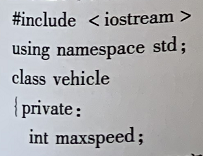 #include <iostream>
using namespace std;
class vehicle
{private:
int maxspeed;